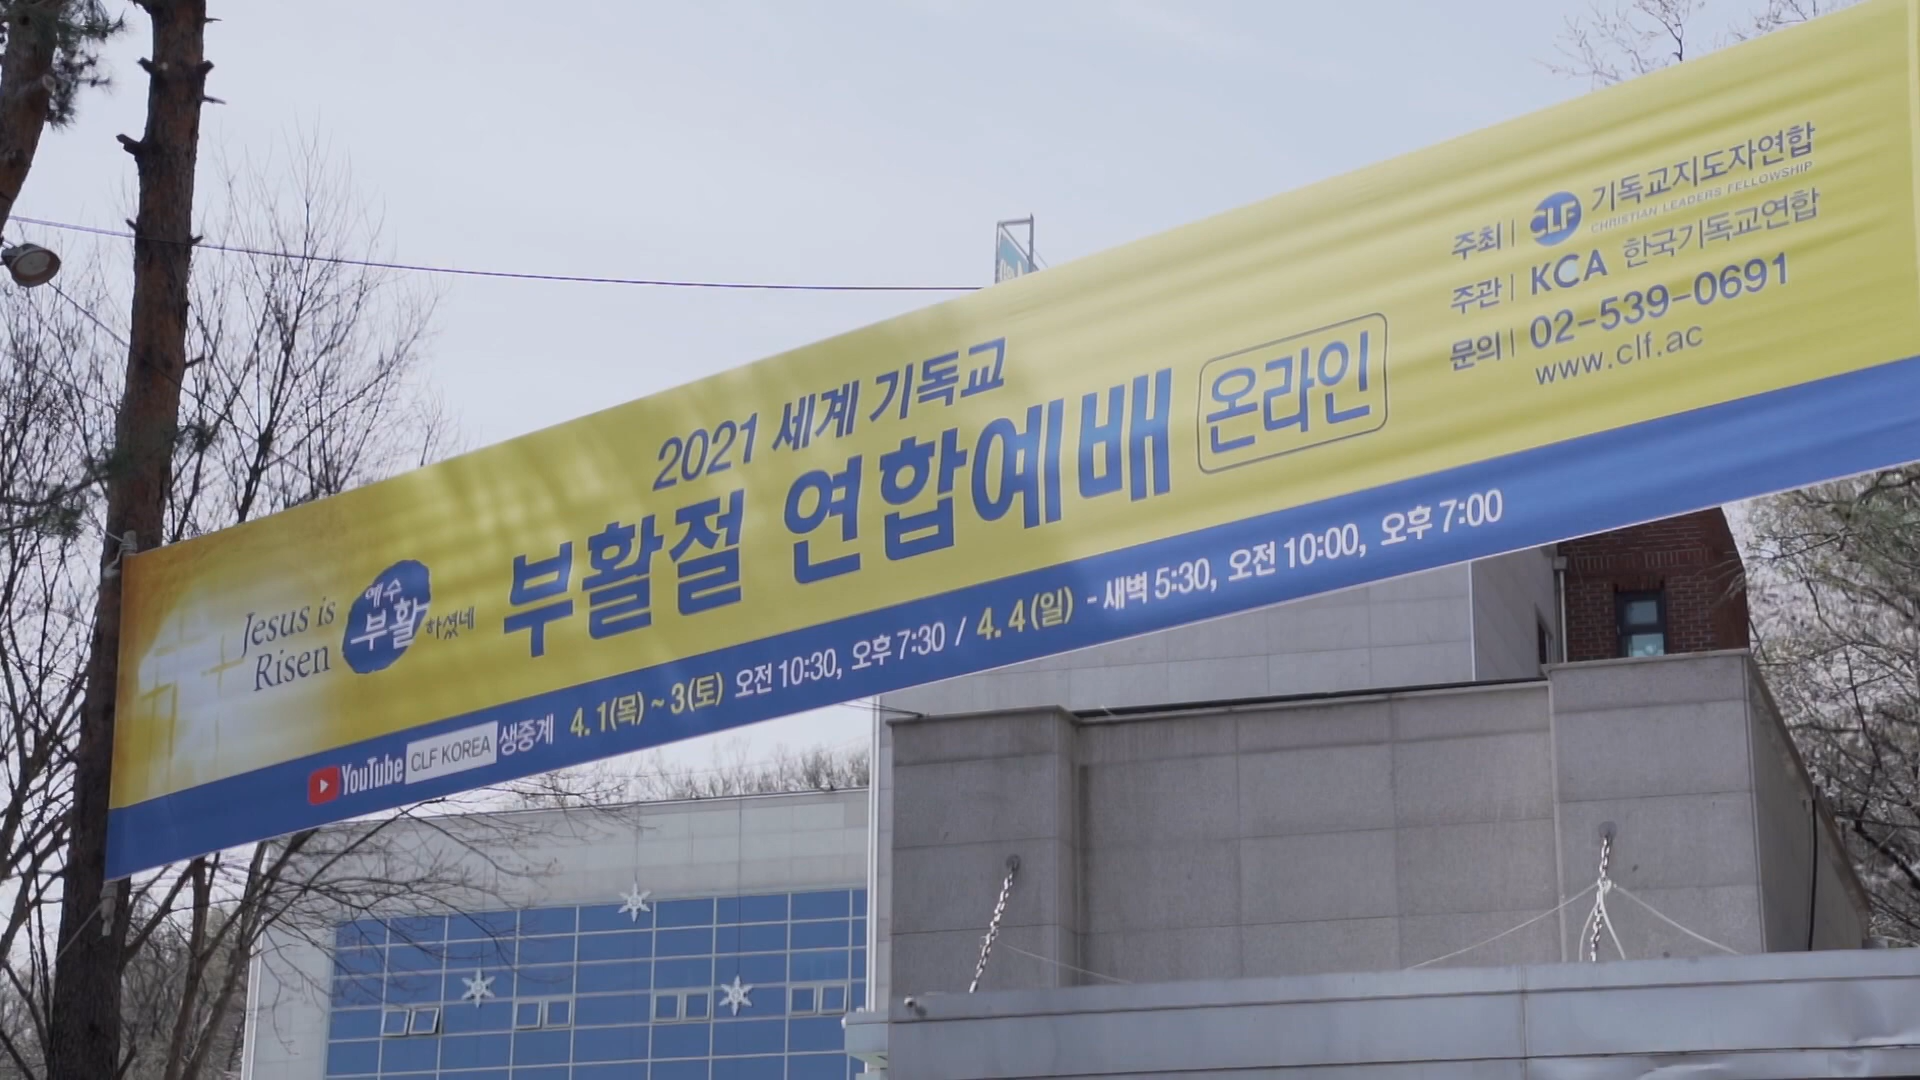 Jesus is
Risen
예수
부활 하셨네
2021 세계 기독교
부활절 연합예배 온라인
YouTube CLF KOREA 생중계 4. 1(목) ~ 3(토) 오전 10:30, 오후 7:30 / 4. 4(일) - 새벽 5:30, 오전 10:00, 오후 7:00
주최 | CLF 기독교지도자연합
CHRISTIAN LEADERS FELLOWSHIP
주관 | KCA 한국기독교연합
문의 | 02-539-0691
www.clf.ac